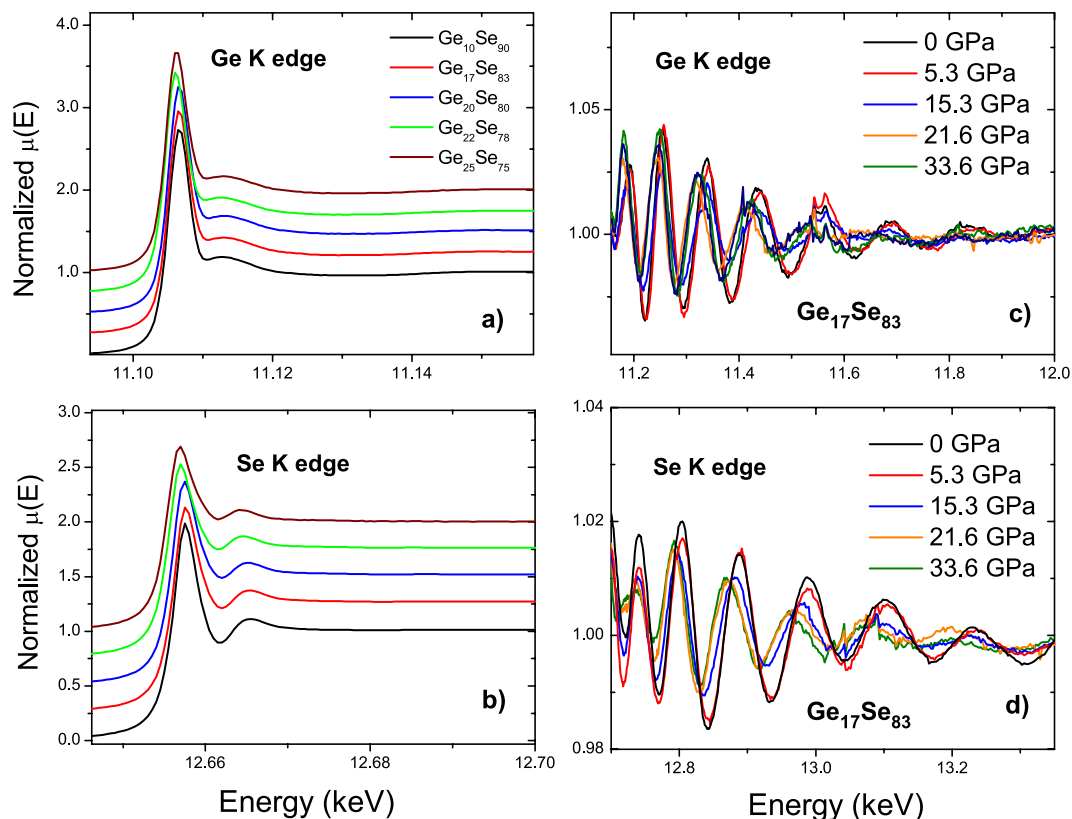 4.0
3.0
2.0
1.0
Normalized μ(E)
Ge K edge
Ge₁₀Se₉₀
Ge₁₇Se₈₃
Ge₂₀Se₈₀
Ge₂₂Se₇₈
Ge₂₅Se₇₅
a)
11.10 11.12 11.14
1.05
1.00
Ge K edge
0 GPa
5.3 GPa
15.3 GPa
21.6 GPa
33.6 GPa
Ge₁₇Se₈₃
c)
11.2 11.4 11.6 11.8 12.0
3.0
2.5
2.0
1.5
1.0
0.5
0.0
Normalized μ(E)
Se K edge
b)
12.66 12.68 12.70
Energy (keV)
1.04
1.02
1.00
0.98
Se K edge
0 GPa
5.3 GPa
15.3 GPa
21.6 GPa
33.6 GPa
Ge₁₇Se₈₃
d)
12.8 13.0 13.2
Energy (keV)